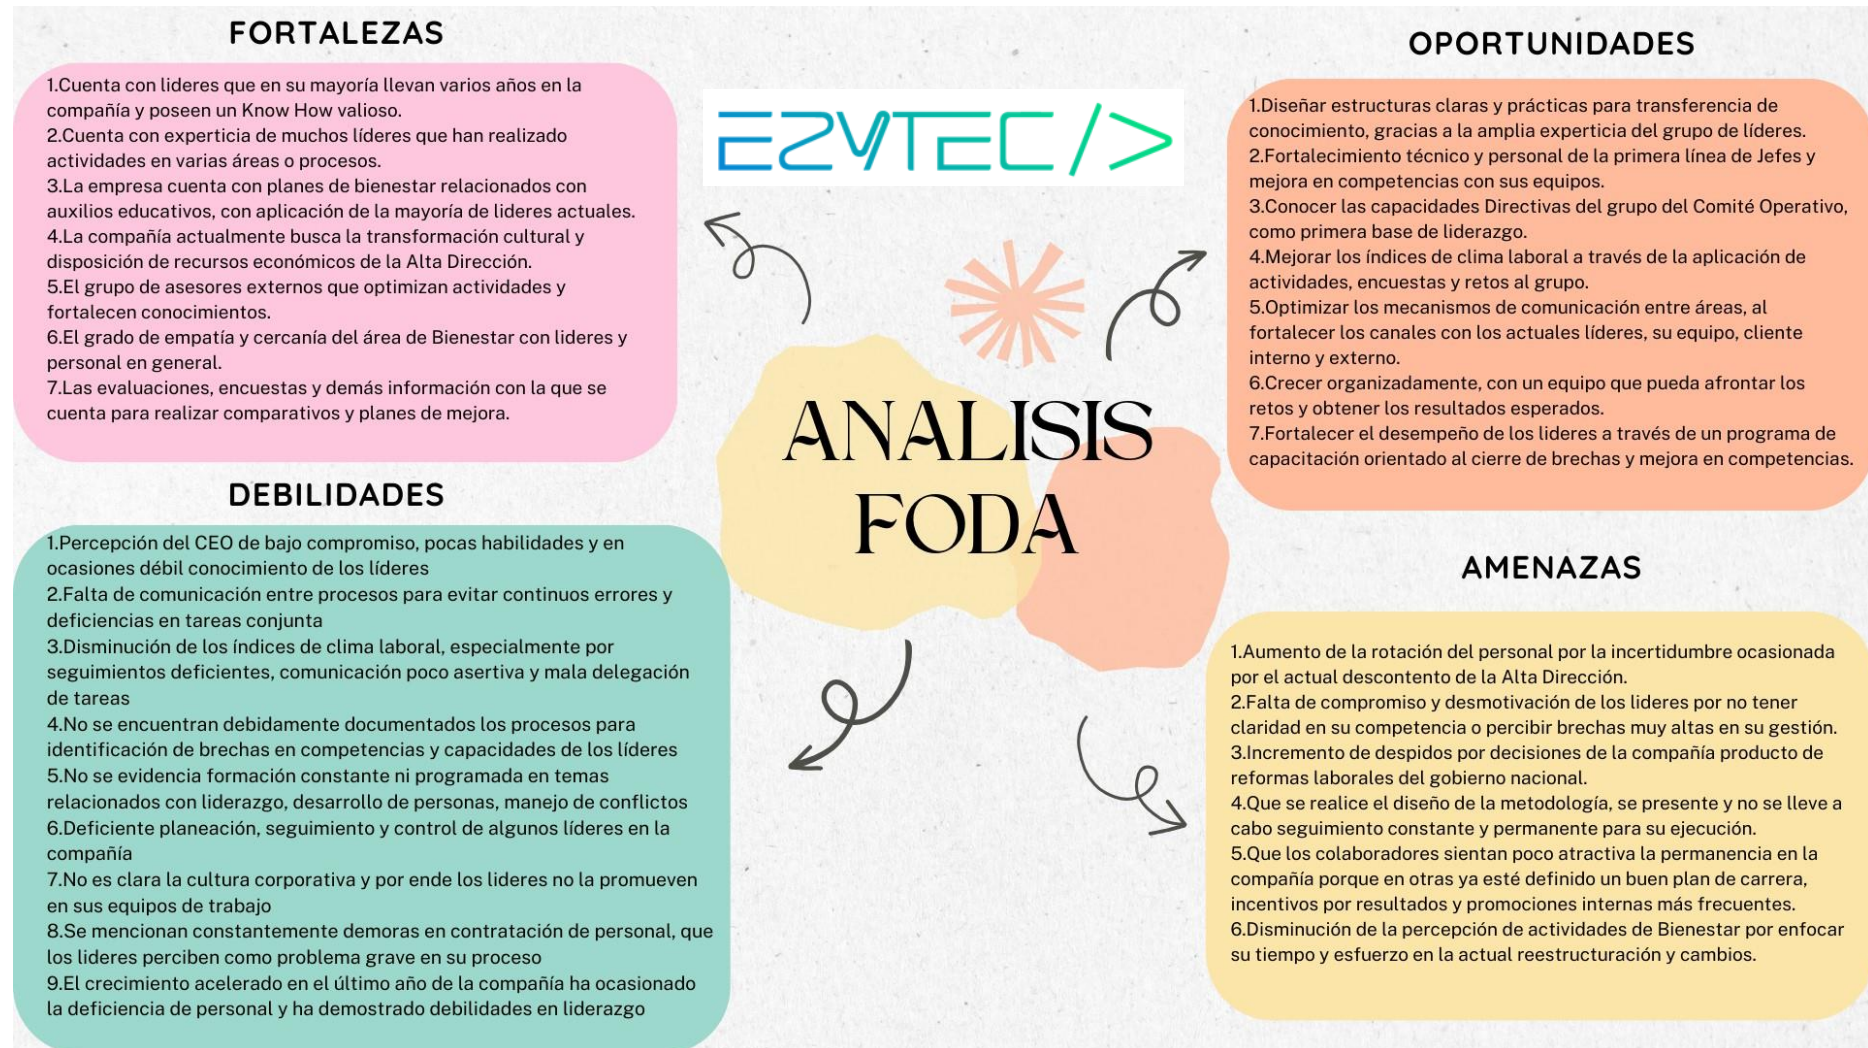 FORTALEZAS
1.Cuenta con lideres que en su mayoría llevan varios años en la
compañía y poseen un Know How valioso.
2.Cuenta con experticia de muchos líderes que han realizado
actividades en varias áreas o procesos.
3.La empresa cuenta con planes de bienestar relacionados con
auxilios educativos, con aplicación de la mayoría de lideres actuales.
4.La compañía actualmente busca la transformación cultural y
disposición de recursos económicos de la Alta Dirección.
5.El grupo de asesores externos que optimizan actividades y
fortalecen conocimientos.
6.El grado de empatía y cercanía del área de Bienestar con lideres y
personal en general.
7.Las evaluaciones, encuestas y demás información con la que se
cuenta para realizar comparativos y planes de mejora.
DEBILIDADES
1.Percepción del CEO de bajo compromiso, pocas habilidades y en
ocasiones débil conocimiento de los líderes
2.Falta de comunicación entre procesos para evitar continuos errores y
deficiencias en tareas conjunta
3.Disminución de los índices de clima laboral, especialmente por
seguimientos deficientes, comunicación poco asertiva y mala delegación
de tareas
4.No se encuentran debidamente documentados los procesos para
identificación de brechas en competencias y capacidades de los líderes
5.No se evidencia formación constante ni programada en temas
relacionados con liderazgo, desarrollo de personas, manejo de conflictos
6.Deficiente planeación, seguimiento y control de algunos líderes en la
compañía
7.No es clara la cultura corporativa y por ende los lideres no la promueven
en sus equipos de trabajo
8.Se mencionan constantemente demoras en contratación de personal, que
los lideres perciben como problema grave en su proceso
9.El crecimiento acelerado en el último año de la compañía ha ocasionado
la deficiencia de personal y ha demostrado debilidades en liderazgo
EZYTEC />
ANALISIS
FODA
OPORTUNIDADES
1.Diseñar estructuras claras y prácticas para transferencia de
conocimiento, gracias a la amplia experticia del grupo de líderes.
2.Fortalecimiento técnico y personal de la primera línea de Jefes y
mejora en competencias con sus equipos.
3.Conocer las capacidades Directivas del grupo del Comité Operativo,
como primera base de liderazgo.
4.Mejorar los índices de clima laboral a través de la aplicación de
actividades, encuestas y retos al grupo.
5.Optimizar los mecanismos de comunicación entre áreas, al
fortalecer los canales con los actuales líderes, su equipo, cliente
interno y externo.
6.Crecer organizadamente, con un equipo que pueda afrontar los
retos y obtener los resultados esperados.
7.Fortalecer el desempeño de los lideres a través de un programa de
capacitación orientado al cierre de brechas y mejora en competencias.
AMENAZAS
1.Aumento de la rotación del personal por la incertidumbre ocasionada
por el actual descontento de la Alta Dirección.
2.Falta de compromiso y desmotivación de los lideres por no tener
claridad en su competencia o percibir brechas muy altas en su gestión.
3.Incremento de despidos por decisiones de la compañía producto de
reformas laborales del gobierno nacional.
4.Que se realice el diseño de la metodología, se presente y no se lleve a
cabo seguimiento constante y permanente para su ejecución.
5.Que los colaboradores sientan poco atractiva la permanencia en la
compañía porque en otras ya esté definido un buen plan de carrera,
incentivos por resultados y promociones internas más frecuentes.
6.Disminución de la percepción de actividades de Bienestar por enfocar
su tiempo y esfuerzo en la actual reestructuración y cambios.